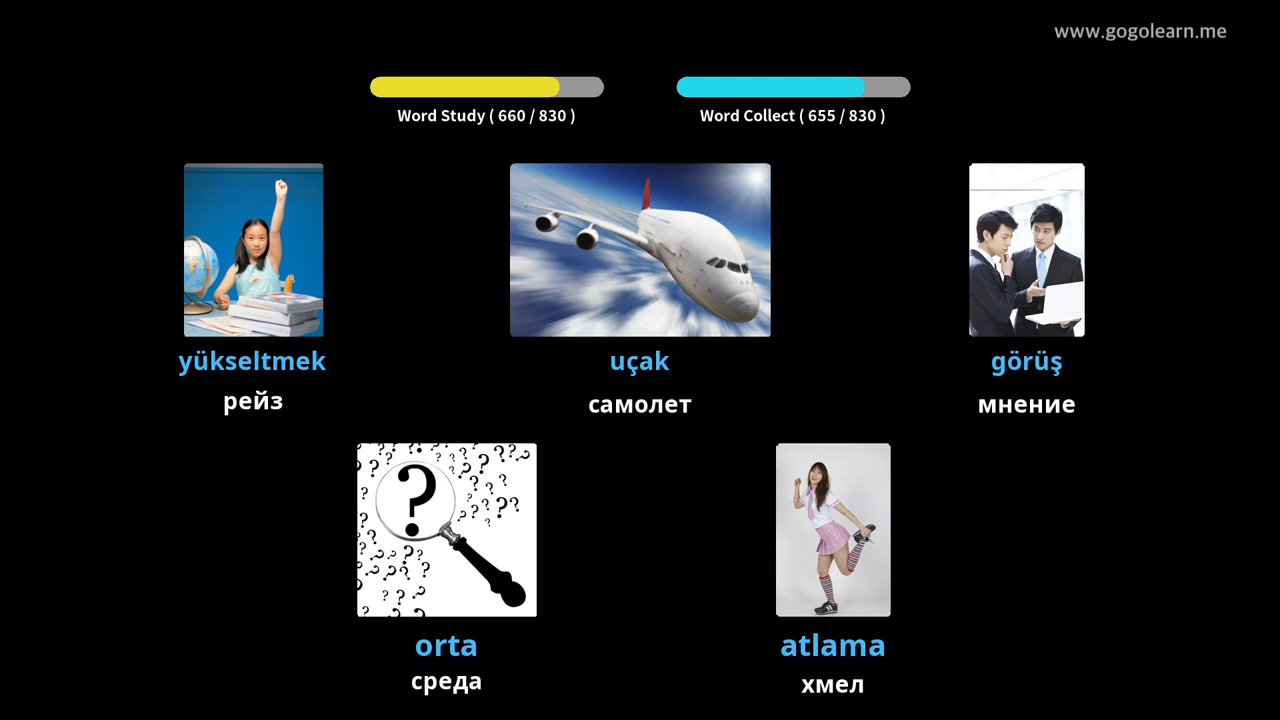 www.gogolearn.me
Word Study ( 660 / 830 )
Word Collect ( 655 / 830 )
yükseltmek
рейз
uçak
самолет
görüş
мнение
orta
среда
atlama
хмел